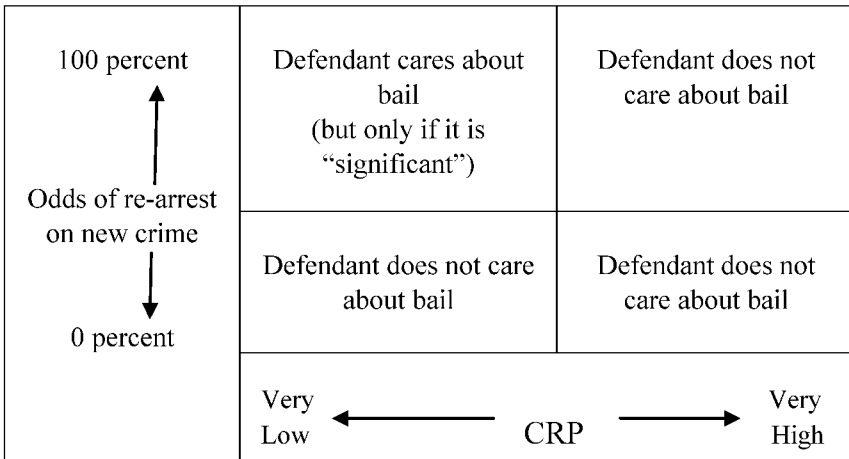 100 percent
Odds of re-arrest
on new crime
0 percent
Defendant cares about
bail
(but only if it is
“significant”)
Defendant does not
care about bail
Defendant does not care
about bail
Defendant does not
care about bail
Very
Low
CRP
Very
High